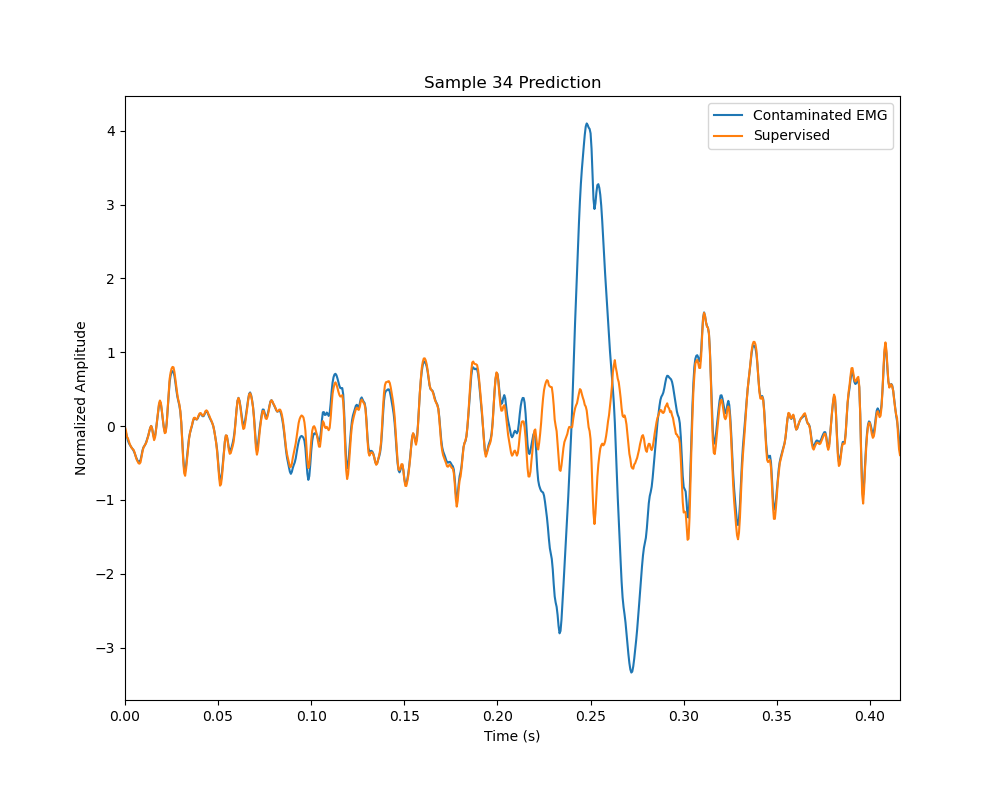 Sample 34 Prediction
Contaminated EMG
Supervised
Normalized Amplitude
4
3
2
1
0
−1
−2
−3
0.00 0.05 0.10 0.15 0.20 0.25 0.30 0.35 0.40
Time (s)